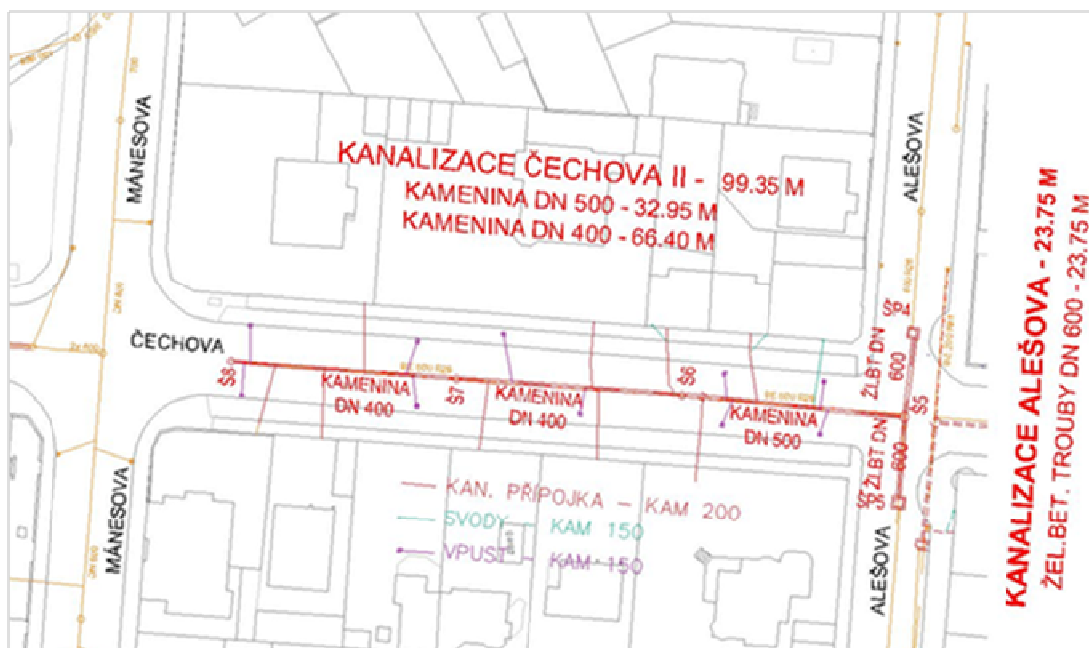 KANALIZACE ČECHOVA II - 99.35 M
KAMENINA DN 500 - 32.95 M
KAMENINA DN 400 - 66.40 M
MÁNESOVA
ALEŠOVA
ČECHOVA
Š8
KAMENINA
DN 400
Š7
KAMENINA
DN 400
Š6
KAMENINA
DN 500
ŠP4
ŽLBT DN
600
Š5
ŽLBT DN
600
KAN. PŘÍPOJKA – KAM 200
SVODY – KAM 150
VPUST – KAM 150
MÁNESOVA
ALEŠOVA
KANALIZACE ALEŠOVA - 23.75 M
ŽEL.BET. TROUBY DN 600 - 23.75 M